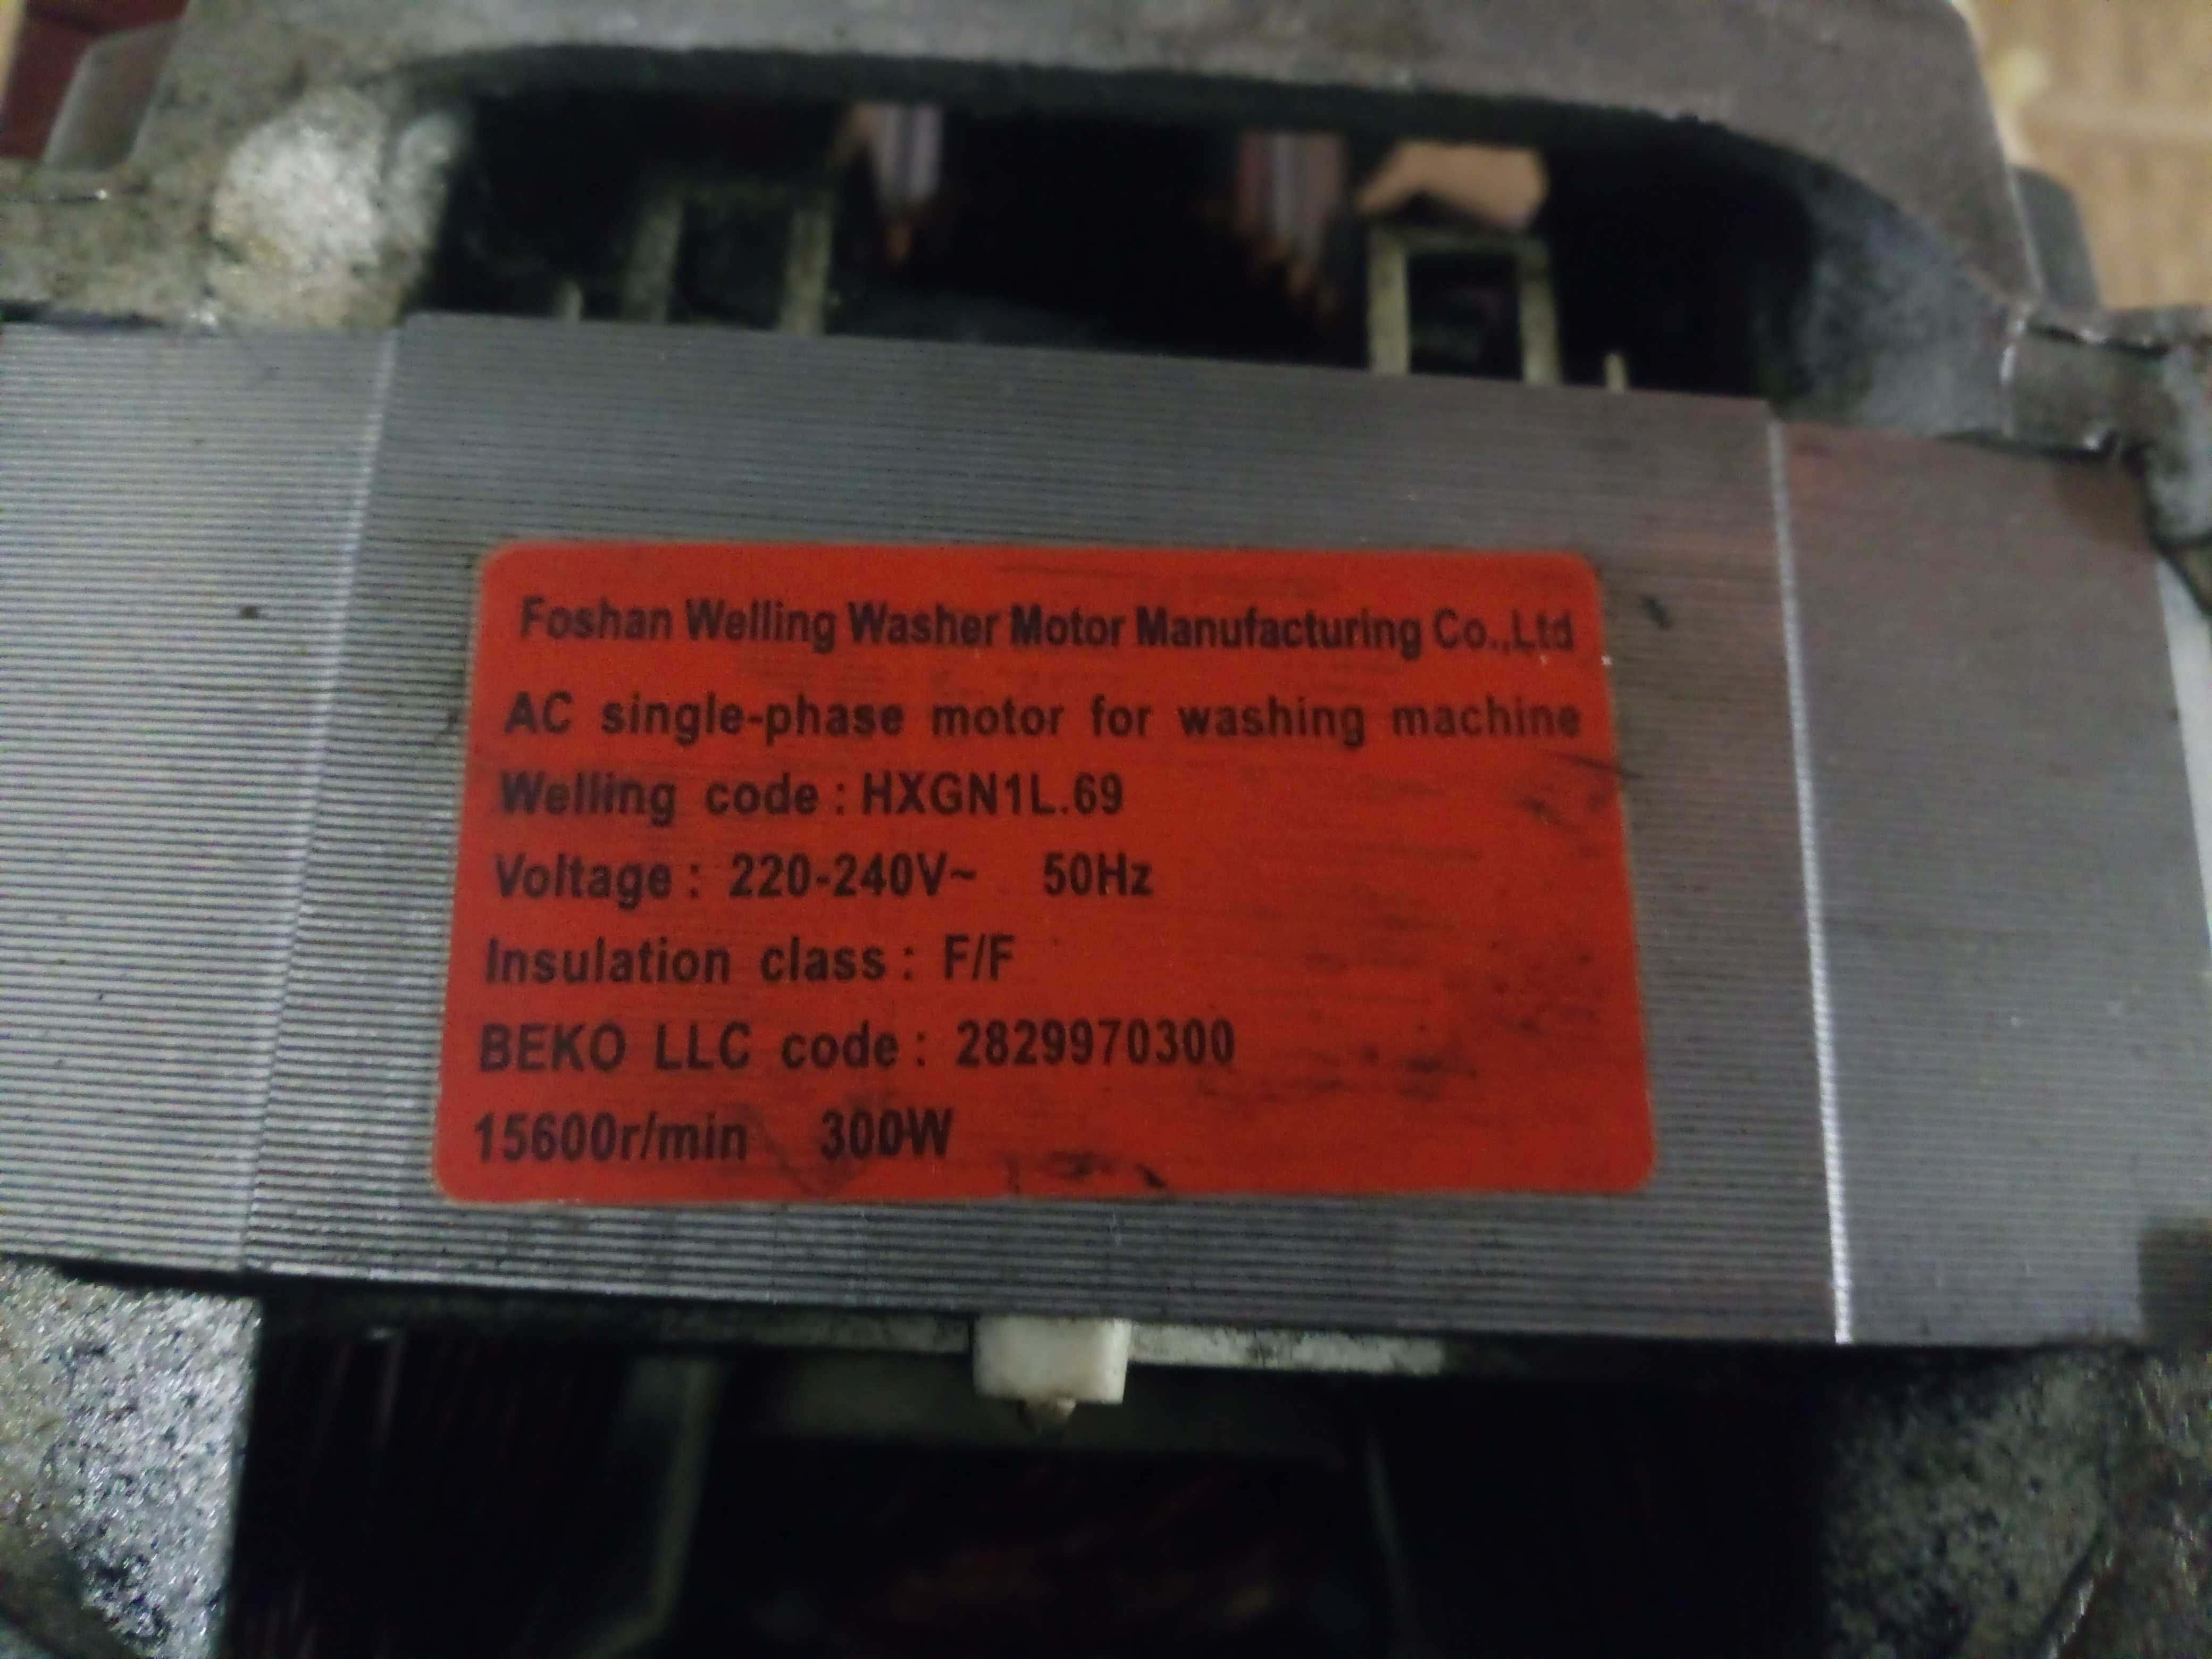 Foshan Welling Washer Motor Manufacturing Co.,Ltd
AC single-phase motor for washing machine
Welling code : HXGN1L.69
Voltage : 220-240V~ 50Hz
Insulation class : F/F
BEKO LLC code : 2829970300
15600r/min 300W